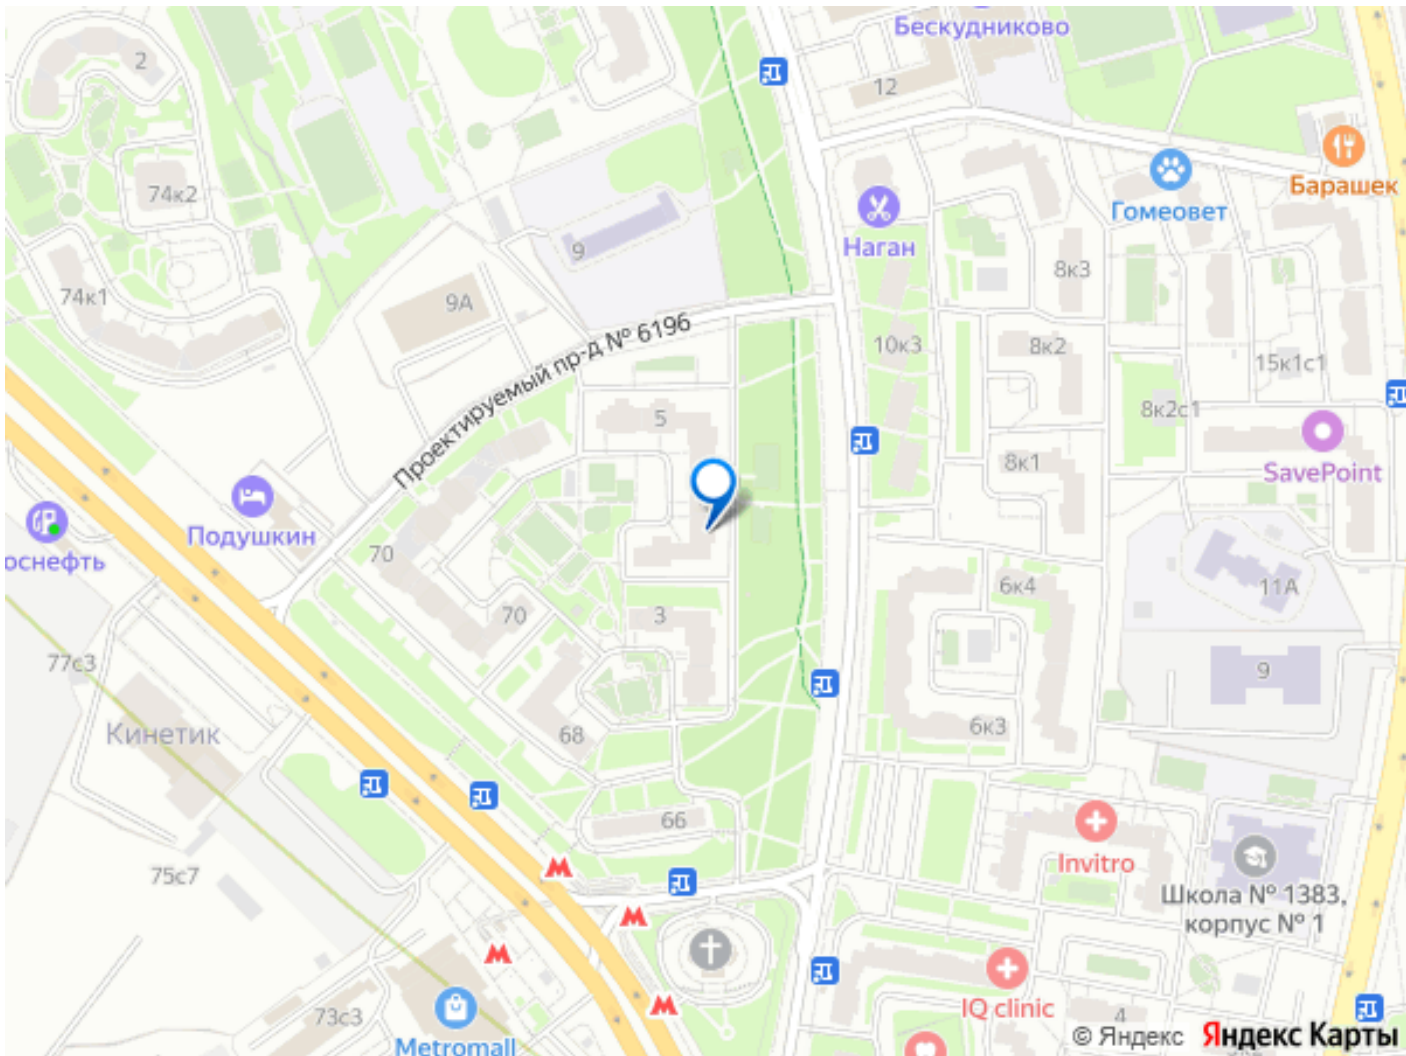 Бескудниково
2
12
Барашек
74к2
Гомеовет
Наган
9
8к3
74к1
9А
Проектируемый пр-д № 6196
10к3
8к2
15к1с1
8к2с1
5
8к1
SavePoint
Подушкин
оснефть
70
6к4
11А
70
3
77с3
9
Кинетик
68
6к3
66
Invitro
75с7
Школа № 1383,
корпус № 1
IQ clinic
73с3
4
Metromall
© Яндекс Яндекс Карты